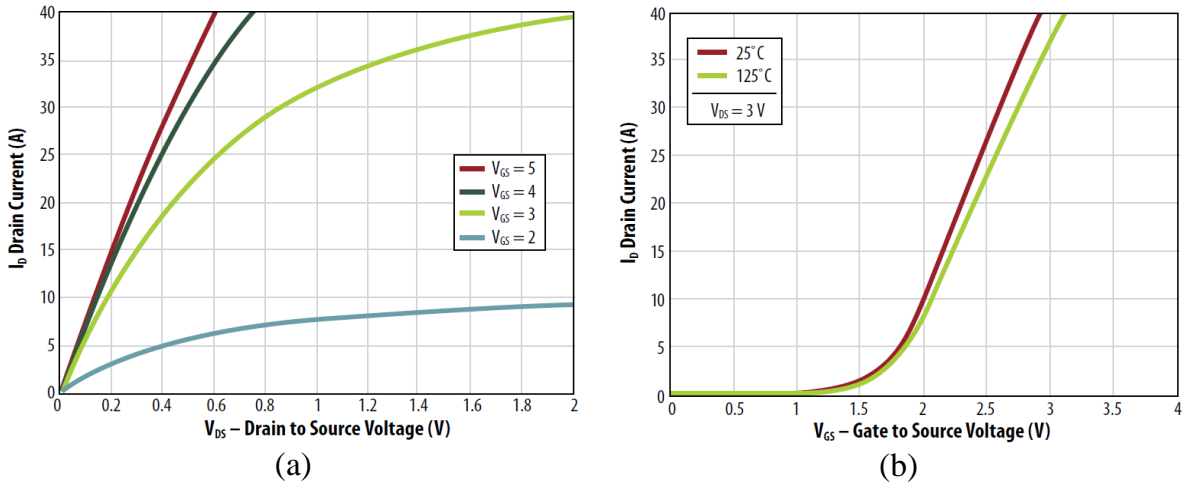 40
35
30
25
20
15
10
5
0
I_D Drain Current (A)
V_GS = 5
V_GS = 4
V_GS = 3
V_GS = 2
0 0.2 0.4 0.6 0.8 1 1.2 1.4 1.6 1.8 2
V_DS – Drain to Source Voltage (V)
(a)
40
35
30
25
20
15
10
5
0
I_D Drain Current (A)
25˚C
125˚C
V_DS = 3 V
0 0.5 1 1.5 2 2.5 3 3.5 4
V_GS – Gate to Source Voltage (V)
(b)